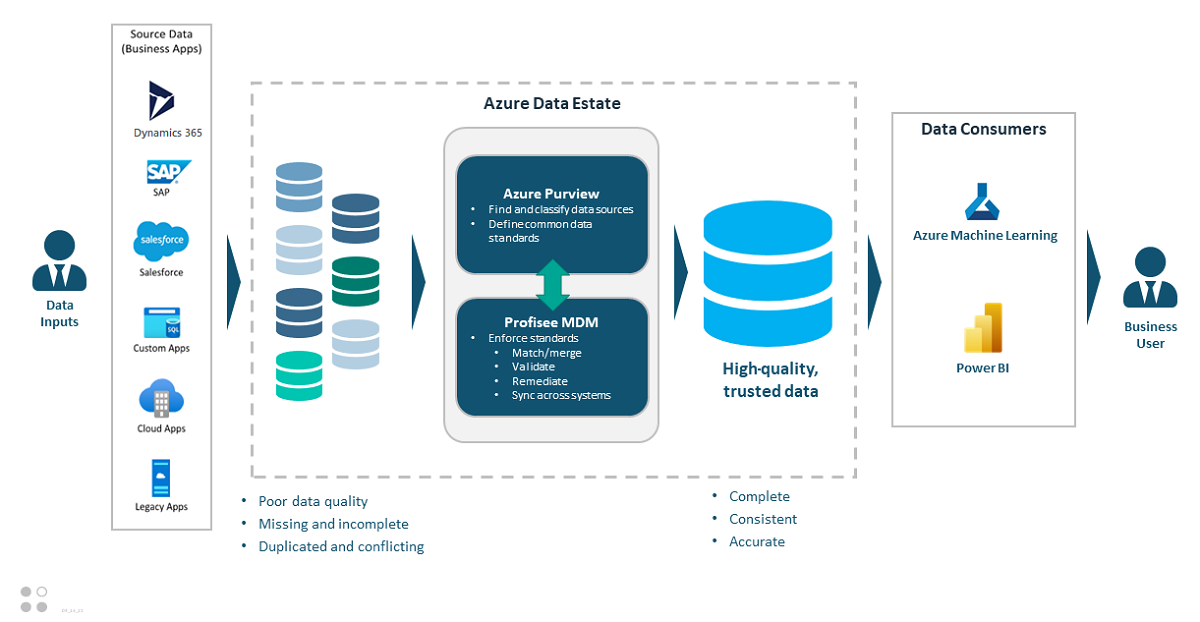 Data
Inputs
Source Data
(Business Apps)
Dynamics 365
SAP
SAP
salesforce
Salesforce
SQL
Custom Apps
Cloud Apps
Legacy Apps
Azure Data Estate
Azure Purview
• Find and classify data sources
• Define common data
standards
Profisee MDM
• Enforce standards
• Match/merge
• Validate
• Remediate
• Sync across systems
High-quality,
trusted data
• Poor data quality
• Missing and incomplete
• Duplicated and conflicting
• Complete
• Consistent
• Accurate
Data Consumers
Azure Machine Learning
Power BI
Business
User